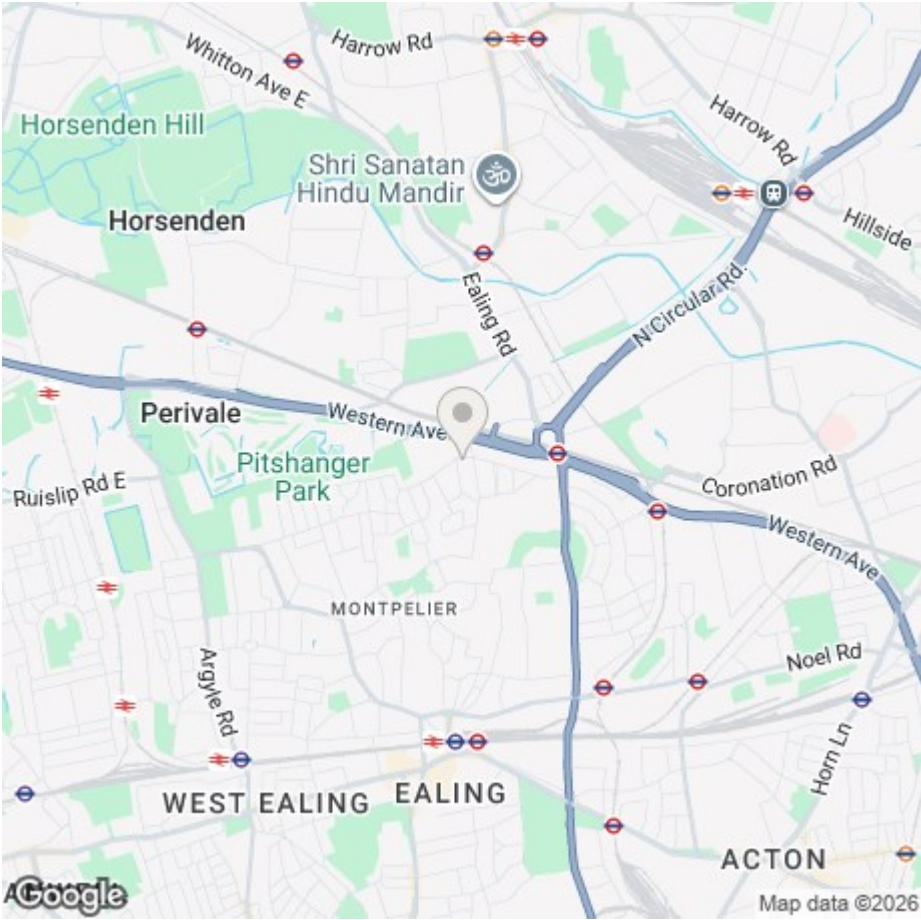 Harrow Rd
Whitton Ave E
Horsenden Hill
Harrow Rd
Shri Sanatan
Hindu Mandir
ॐ
Horsenden
Hillside
Ealing Rd
N Circular Rd.
Perivale
Western Ave
Pitshanger
Park
Coronation Rd
Ruislip Rd E
Western Ave
MONTPELIER
Argyle Rd
Noel Rd
Horn Ln
WEST EALING
EALING
ACTON
Google
Map data ©2026